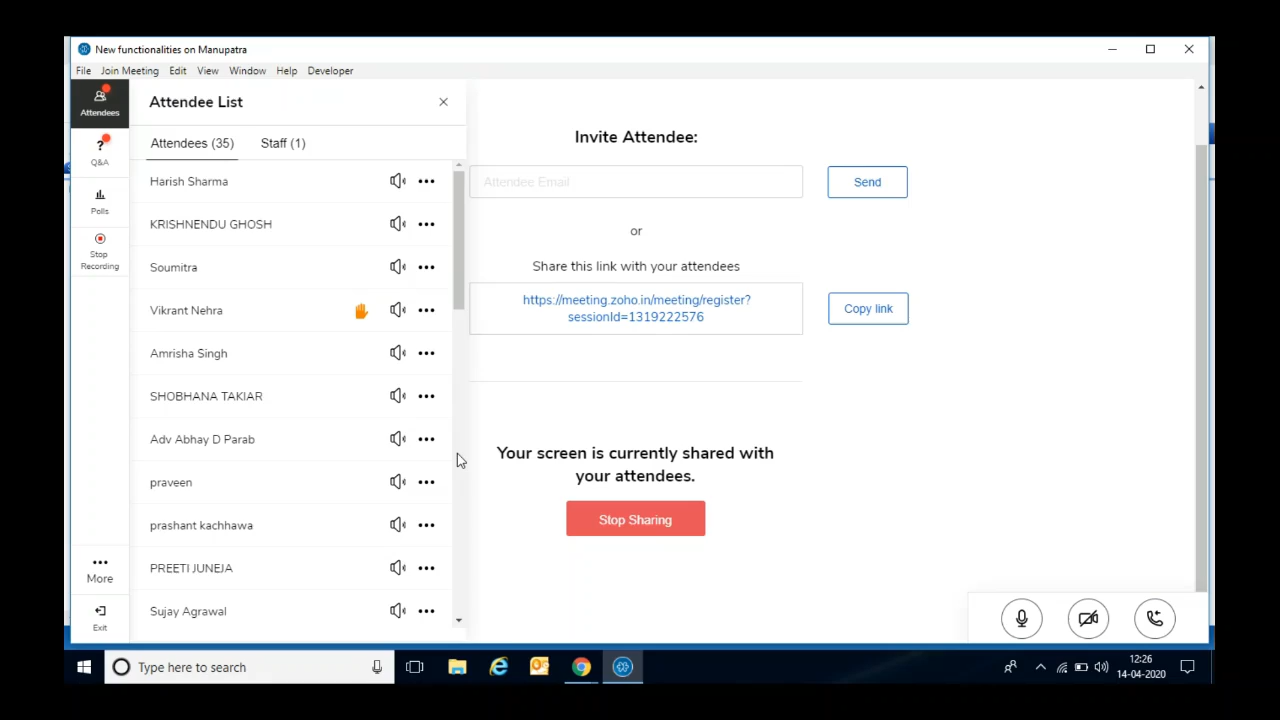 New functionalities on Manupatra
File Join Meeting Edit View Window Help Developer
Attendees
Q&A
Polls
Stop
Recording
More
Exit
Attendee List
Attendees (35) Staff (1)
Harish Sharma
KRISHNENDU GHOSH
Soumitra
Vikrant Nehra
Amrisha Singh
SHOBHANA TAKIAR
Adv Abhay D Parab
praveen
prashant kachhawa
PREETI JUNEJA
Sujay Agrawal
Invite Attendee:
Attendee Email
Send
or
Share this link with your attendees
https://meeting.zoho.in/meeting/register?
sessionId=1319222576
Copy link
Your screen is currently shared with
your attendees.
Stop Sharing
Type here to search
12:26
14-04-2020